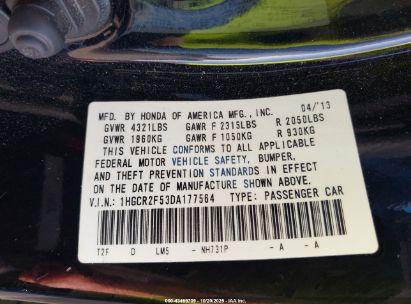 MFD. BY HONDA OF AMERICA MFG., INC. 04/'13
GVWR 4321LBS GAWR F 2315LBS R 2050LBS
GVWR 1960KG GAWR F 1050KG R 930KG
THIS VEHICLE CONFORMS TO ALL APPLICABLE
FEDERAL MOTOR VEHICLE SAFETY, BUMPER,
AND THEFT PREVENTION STANDARDS IN EFFECT
ON THE DATE OF MANUFACTURE SHOWN ABOVE.
V.I.N.: 1HGCR2F53DA177564 TYPE: PASSENGER CAR
T2F D LMS - NH731P - A - A